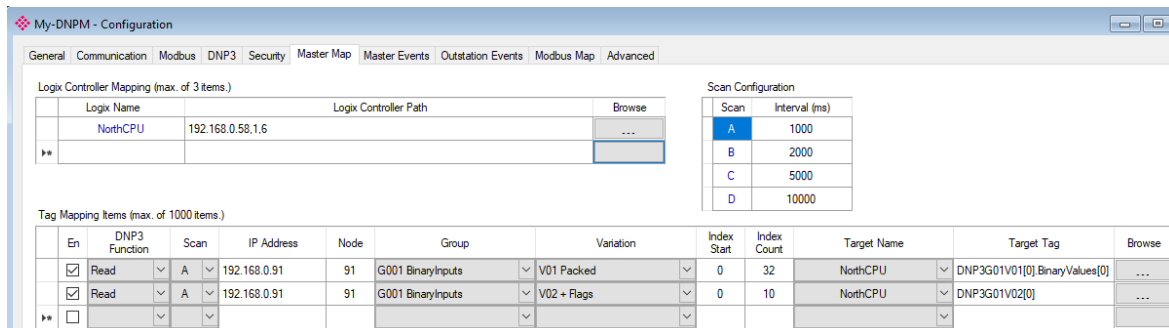 My-DNPM - Configuration
General Communication Modbus DNP3 Security Master Map Master Events Outstation Events Modbus Map Advanced
Logix Controller Mapping (max. of 3 items.)
Logix Name Logix Controller Path Browse
NorthCPU 192.168.0.58,1,6 ...
Scan Configuration
Scan Interval (ms)
A 1000
B 2000
C 5000
D 10000
Tag Mapping Items (max. of 1000 items.)
En DNP3 Function Scan IP Address Node Group Variation Index Start Index Count Target Name Target Tag Browse
Read A 192.168.0.91 91 G001 BinaryInputs V01 Packed 0 32 NorthCPU DNP3G01V01[0].BinaryValues[0] ...
Read A 192.168.0.91 91 G001 BinaryInputs V02 + Flags 0 10 NorthCPU DNP3G01V02[0] ...